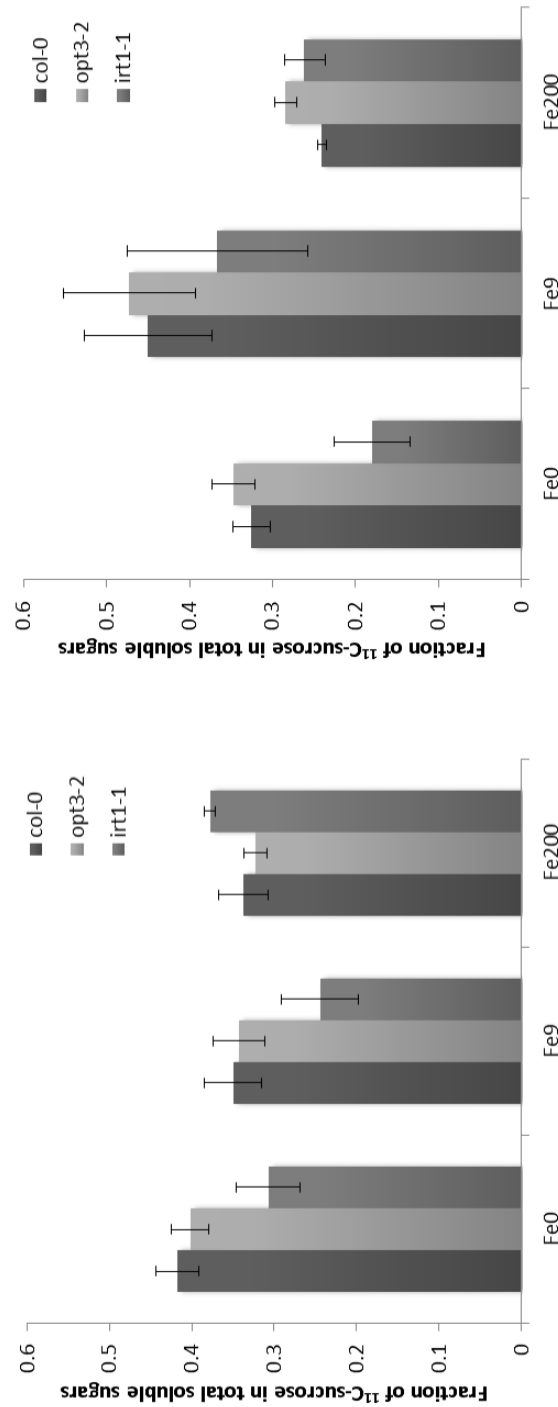 Fraction of ¹¹C-sucrose in total soluble sugars
0.6
0.5
0.4
0.3
0.2
0.1
0
col-0
opt3-2
irt1-1
Fe0
Fe9
Fe200
Fraction of ¹¹C-sucrose in total soluble sugars
0.6
0.5
0.4
0.3
0.2
0.1
0
col-0
opt3-2
irt1-1
Fe0
Fe9
Fe200